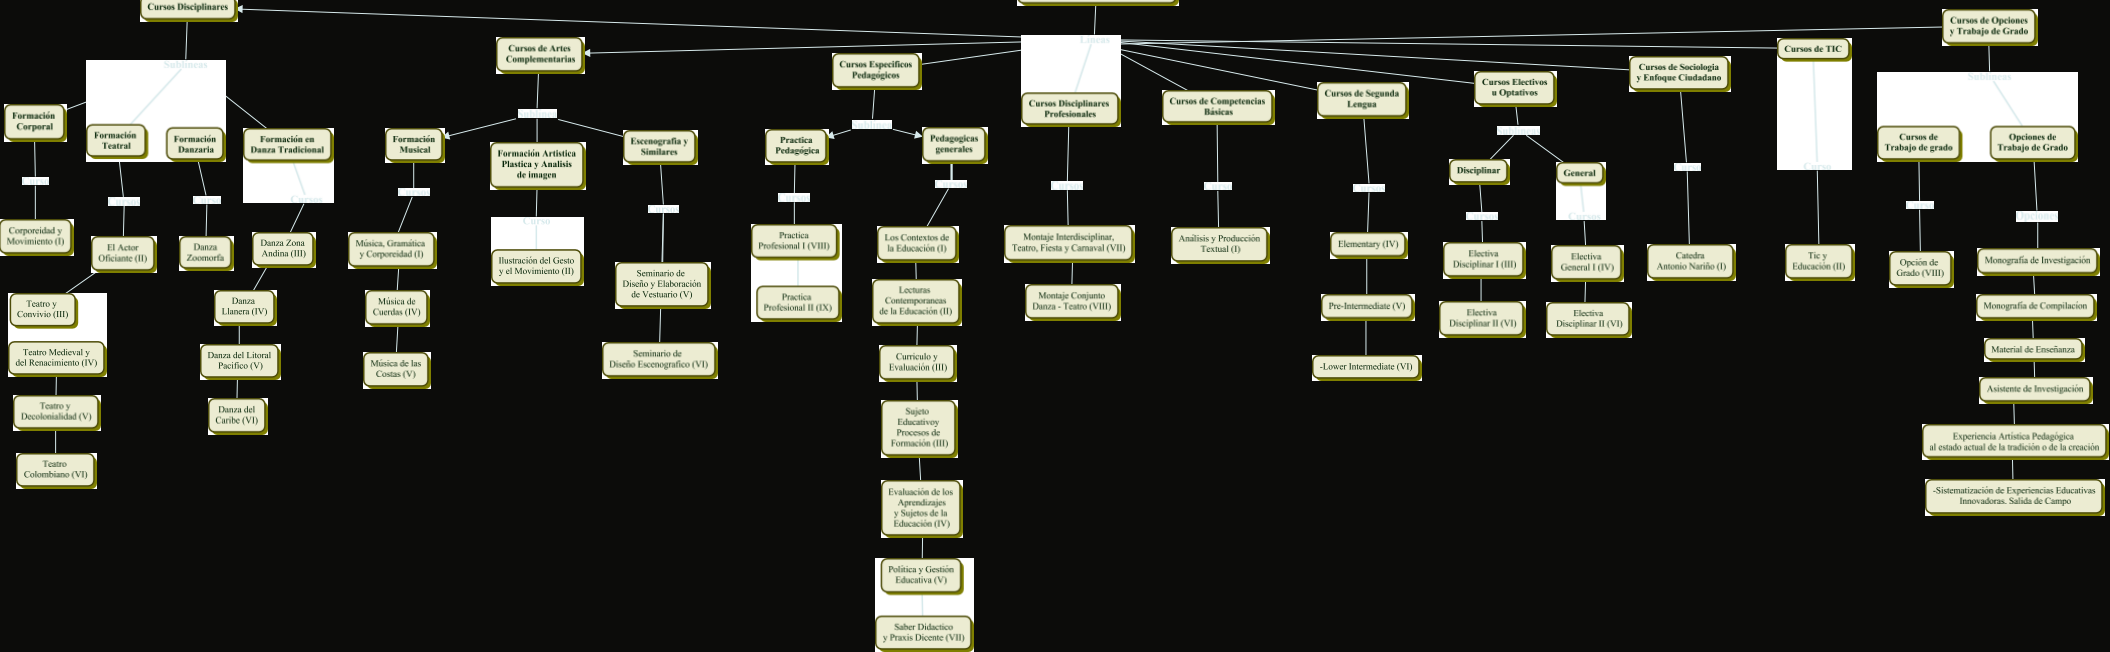 Cursos Disciplinares
Cursos de Opciones
y Trabajo de Grado
Lineas
Cursos de Artes
Complementarias
Cursos de TIC
Cursos Especificos
Pedagógicos
Cursos de Sociologia
y Enfoque Ciudadano
Sublineas
Cursos Electivos
u Optativos
Sublineas
Cursos de Segunda
Lengua
Cursos Disciplinares
Profesionales
Cursos de Competencias
Básicas
Formación
Corporal
Formación
Teatral
Formación
Danzaria
Formación en
Danza Tradicional
Formación
Musical
Formación Artistica
Plastica y Analisis
de imagen
Escenografia y
Similares
Practica
Pedagógica
Pedagogicas
generales
Cursos de
Trabajo de grado
Opciones de
Trabajo de Grado
Disciplinar
General
Curso
Cursos
Curso
Cursos
Cursos
Opciones
Corporeidad y
Movimiento (I)
El Actor
Oficiante (II)
Danza
Zoomorfa
Danza Zona
Andina (III)
Música, Gramática
y Corporeidad (I)
Ilustración del Gesto
y el Movimiento (II)
Seminario de
Diseño y Elaboración
de Vestuario (V)
Practica
Profesional I (VIII)
Los Contextos de
la Educación (I)
Montaje Interdisciplinar,
Teatro, Fiesta y Carnaval (VII)
Análisis y Producción
Textual (I)
Elementary (IV)
Electiva
Disciplinar I (III)
Electiva
General I (IV)
Catedra
Antonio Nariño (I)
Tic y
Educación (II)
Opción de
Grado (VIII)
Monografía de Investigación
Teatro y
Convivio (III)
Danza
Llanera (IV)
Música de
Cuerdas (IV)
Practica
Profesional II (IX)
Lecturas
Contemporaneas
de la Educación (II)
Montaje Conjunto
Danza - Teatro (VIII)
Pre-Intermediate (V)
Electiva
Disciplinar II (VI)
Electiva
Disciplinar II (VI)
Monografía de Compilacion
Teatro Medieval y
del Renacimiento (IV)
Danza del Litoral
Pacifico (V)
Música de las
Costas (V)
Seminario de
Diseño Escenografico (VI)
Curriculo y
Evaluación (III)
-Lower Intermediate (VI)
Material de Enseñanza
Teatro y
Decolonialidad (V)
Danza del
Caribe (VI)
Sujeto
Educativoy
Procesos de
Formación (III)
Asistente de Investigación
Teatro
Colombiano (VI)
Experiencia Artística Pedagógica
al estado actual de la tradición o de la creación
Evaluación de los
Aprendizajes
y Sujetos de la
Educación (IV)
-Sistematización de Experiencias Educativas
Innovadoras. Salida de Campo
Política y Gestión
Educativa (V)
Saber Didactico
y Praxis Dicente (VII)